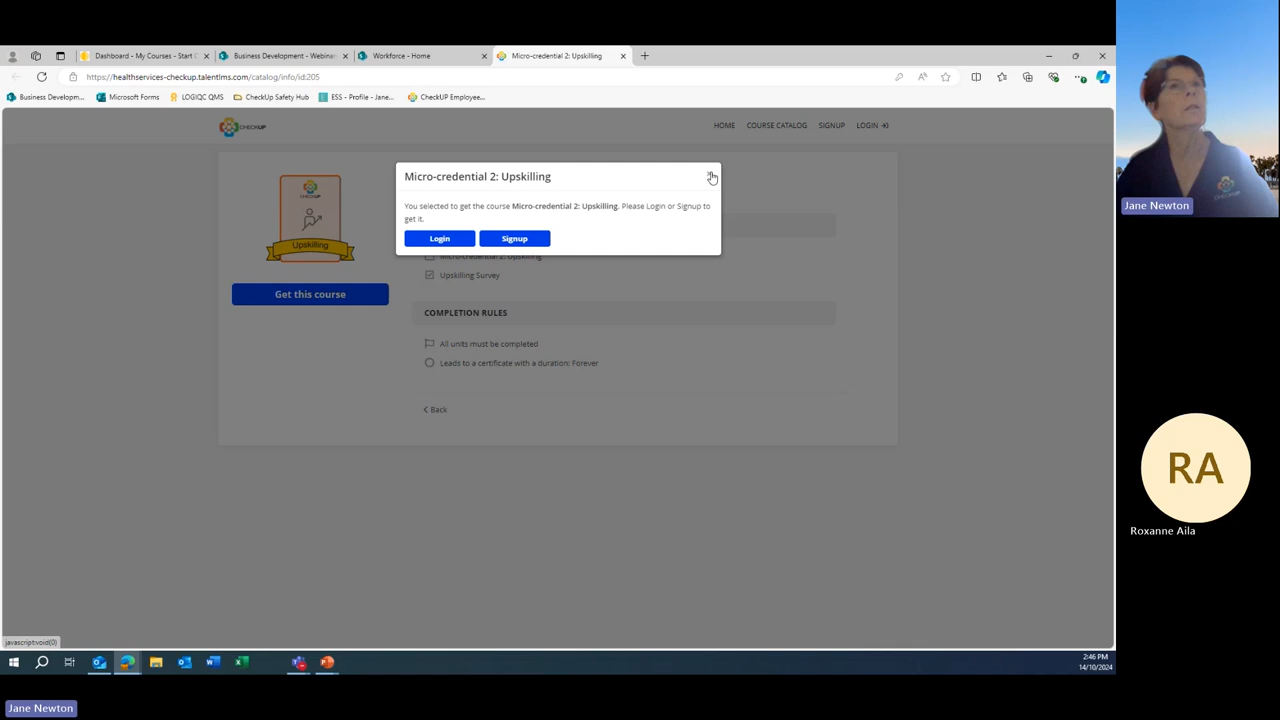 Dashboard - My Courses - Start C
Business Development - Webinar
Workforce - Home
Micro-credential 2: Upskilling
https://healthservices-checkup.talentlms.com/catalog/info/id:205
Business Developm...
Microsoft Forms
LOGIQC QMS
CheckUp Safety Hub
ESS - Profile - Jane...
CheckUP Employee...
CHECKUP
HOME
COURSE CATALOG
SIGNUP
LOGIN
Micro-credential 2: Upskilling
You selected to get the course Micro-credential 2: Upskilling. Please Login or Signup to
get it.
Login
Signup
Upskilling
Get this course
Micro-credential 2: Upskilling
Upskilling Survey
COMPLETION RULES
All units must be completed
Leads to a certificate with a duration: Forever
Back
javascript:void(0)
2:46 PM
14/10/2024
Jane Newton
RA
Roxanne Aila
Jane Newton